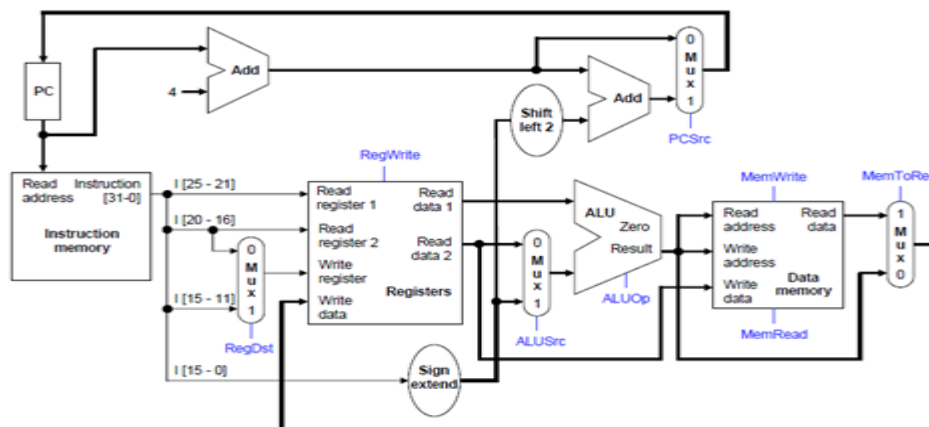 PC
4
Add
Shift
left 2
Add
0
M
u
x
1
PCSrc
Read
address
Instruction
[31-0]
Instruction
memory
I [25 - 21]
I [20 - 16]
I [15 - 11]
I [15 - 0]
0
M
u
x
1
RegDst
RegWrite
Read
register 1
Read
register 2
Write
register
Write
data
Read
data 1
Read
data 2
Registers
Sign
extend
0
M
u
x
1
ALUSrc
ALU
Zero
Result
ALUOp
MemWrite
Read
address
Write
address
Write
data
Read
data
Data
memory
MemRead
MemToRe
1
M
u
x
0